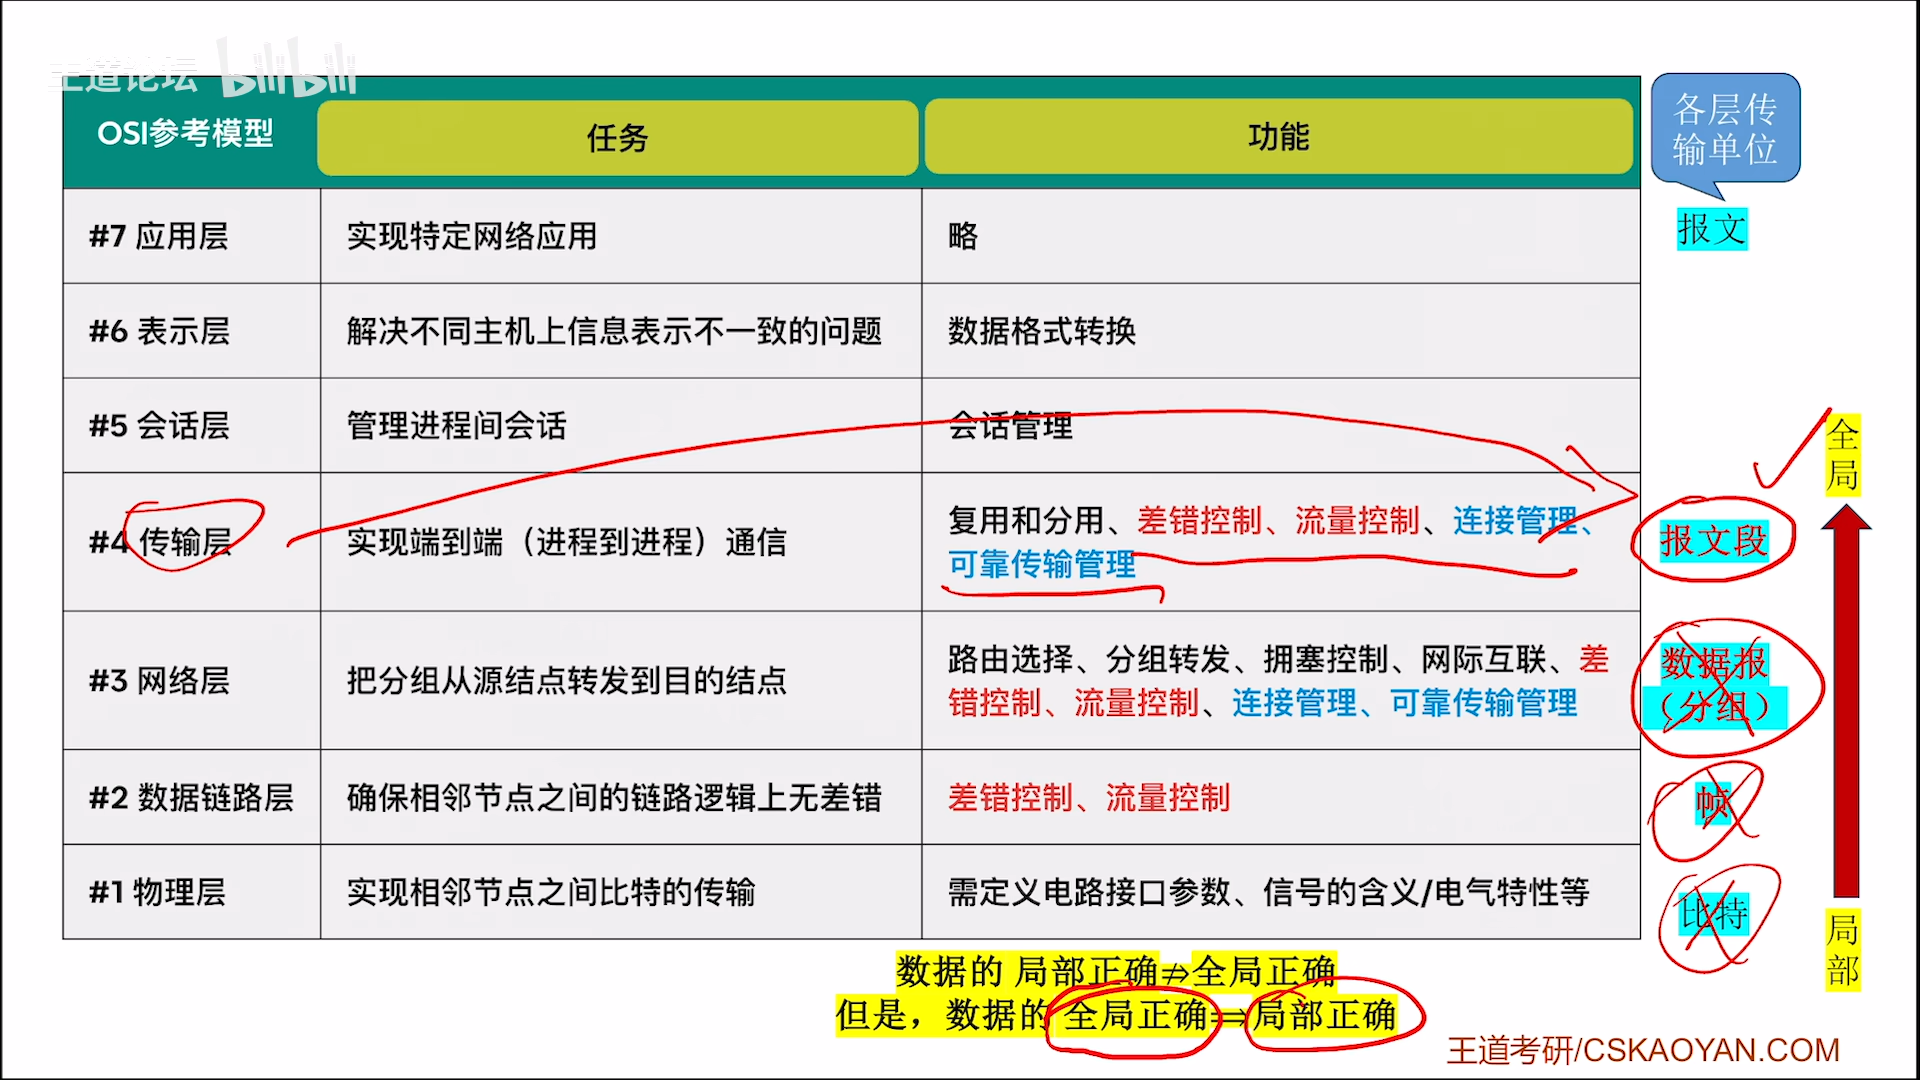 王道论坛 bilibili
OSI参考模型
任务
功能
各层传
输单位
#7 应用层
实现特定网络应用
略
报文
#6 表示层
解决不同主机上信息表示不一致的问题
数据格式转换
#5 会话层
管理进程间会话
会话管理
#4 传输层
实现端到端（进程到进程）通信
复用和分用、差错控制、流量控制、连接管理、
可靠传输管理
报文段
#3 网络层
把分组从源结点转发到目的结点
路由选择、分组转发、拥塞控制、网际互联、差
错控制、流量控制、连接管理、可靠传输管理
数据报
（分组）
#2 数据链路层
确保相邻节点之间的链路逻辑上无差错
差错控制、流量控制
帧
#1 物理层
实现相邻节点之间比特的传输
需定义电路接口参数、信号的含义/电气特性等
比特
全
局
局
部
数据的 局部正确⇏全局正确
但是，数据的 全局正确⟹局部正确
王道考研/CSKAOYAN.COM